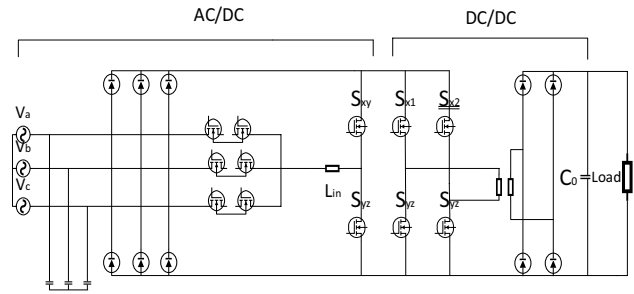 AC/DC
DC/DC
Va
Vb
Vc
Sxy
Sx1
Sx2
Lin
Syz
Syz
Syz
C0
Load